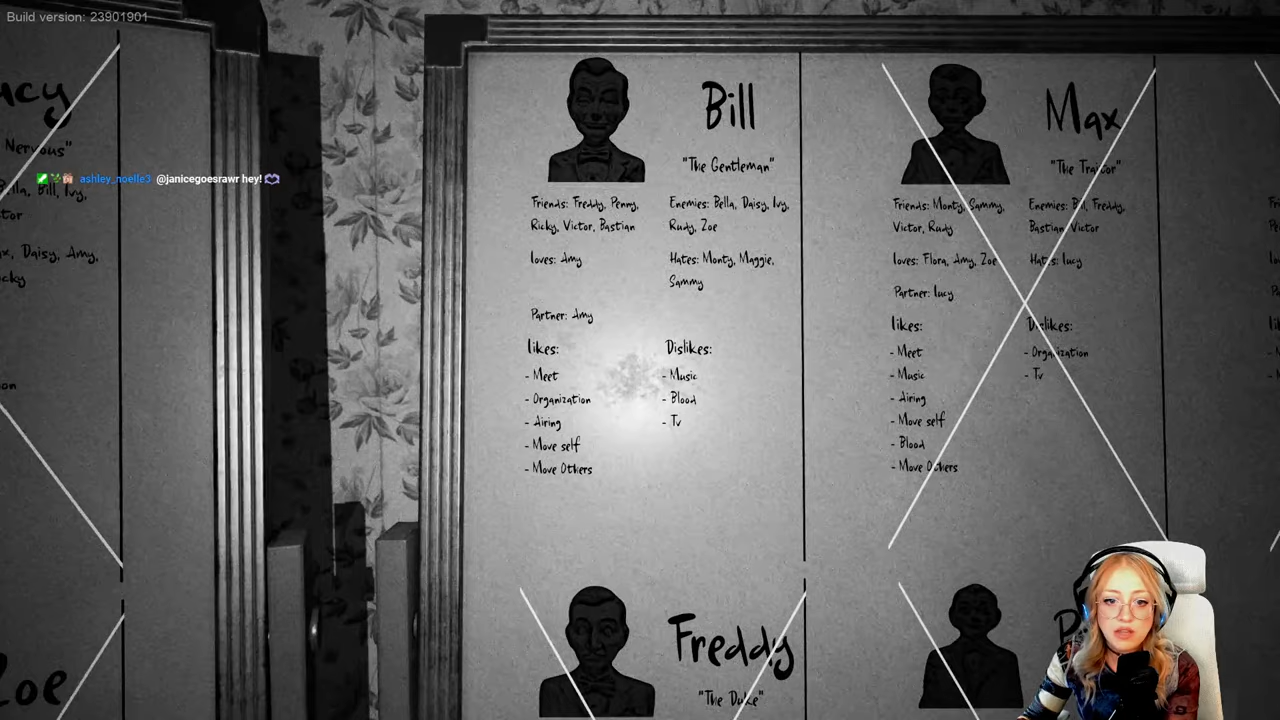 Build version: 23901901
ashley_noelle3 @janicegoesrawr hey!
Nervous"
Bill, Ivy,
Daisy, Amy,
Zoe
Bill
"The Gentleman"
Friends: Freddy, Penny,
Ricky, Victor, Bastian
Enemies: Bella, Daisy, Ivy,
Rudy, Zoe
loves: Amy
Hates: Monty, Maggie,
Sammy
Partner: Amy
likes:
- Meet
- Organization
- Airing
- Move self
- Move Others
Dislikes:
- Music
- Blood
- Tv
Max
"The Traitor"
Friends: Monty, Sammy,
Victor, Rudy
Enemies: Bill, Freddy,
Bastian Victor
loves: Flora, Amy, Zoe
Hates: lucy
Partner: lucy
likes:
- Meet
- Music
- Airing
- Move self
- Blood
- Move Others
Dislikes:
- Organization
- Tv
Freddy
"The Duke"